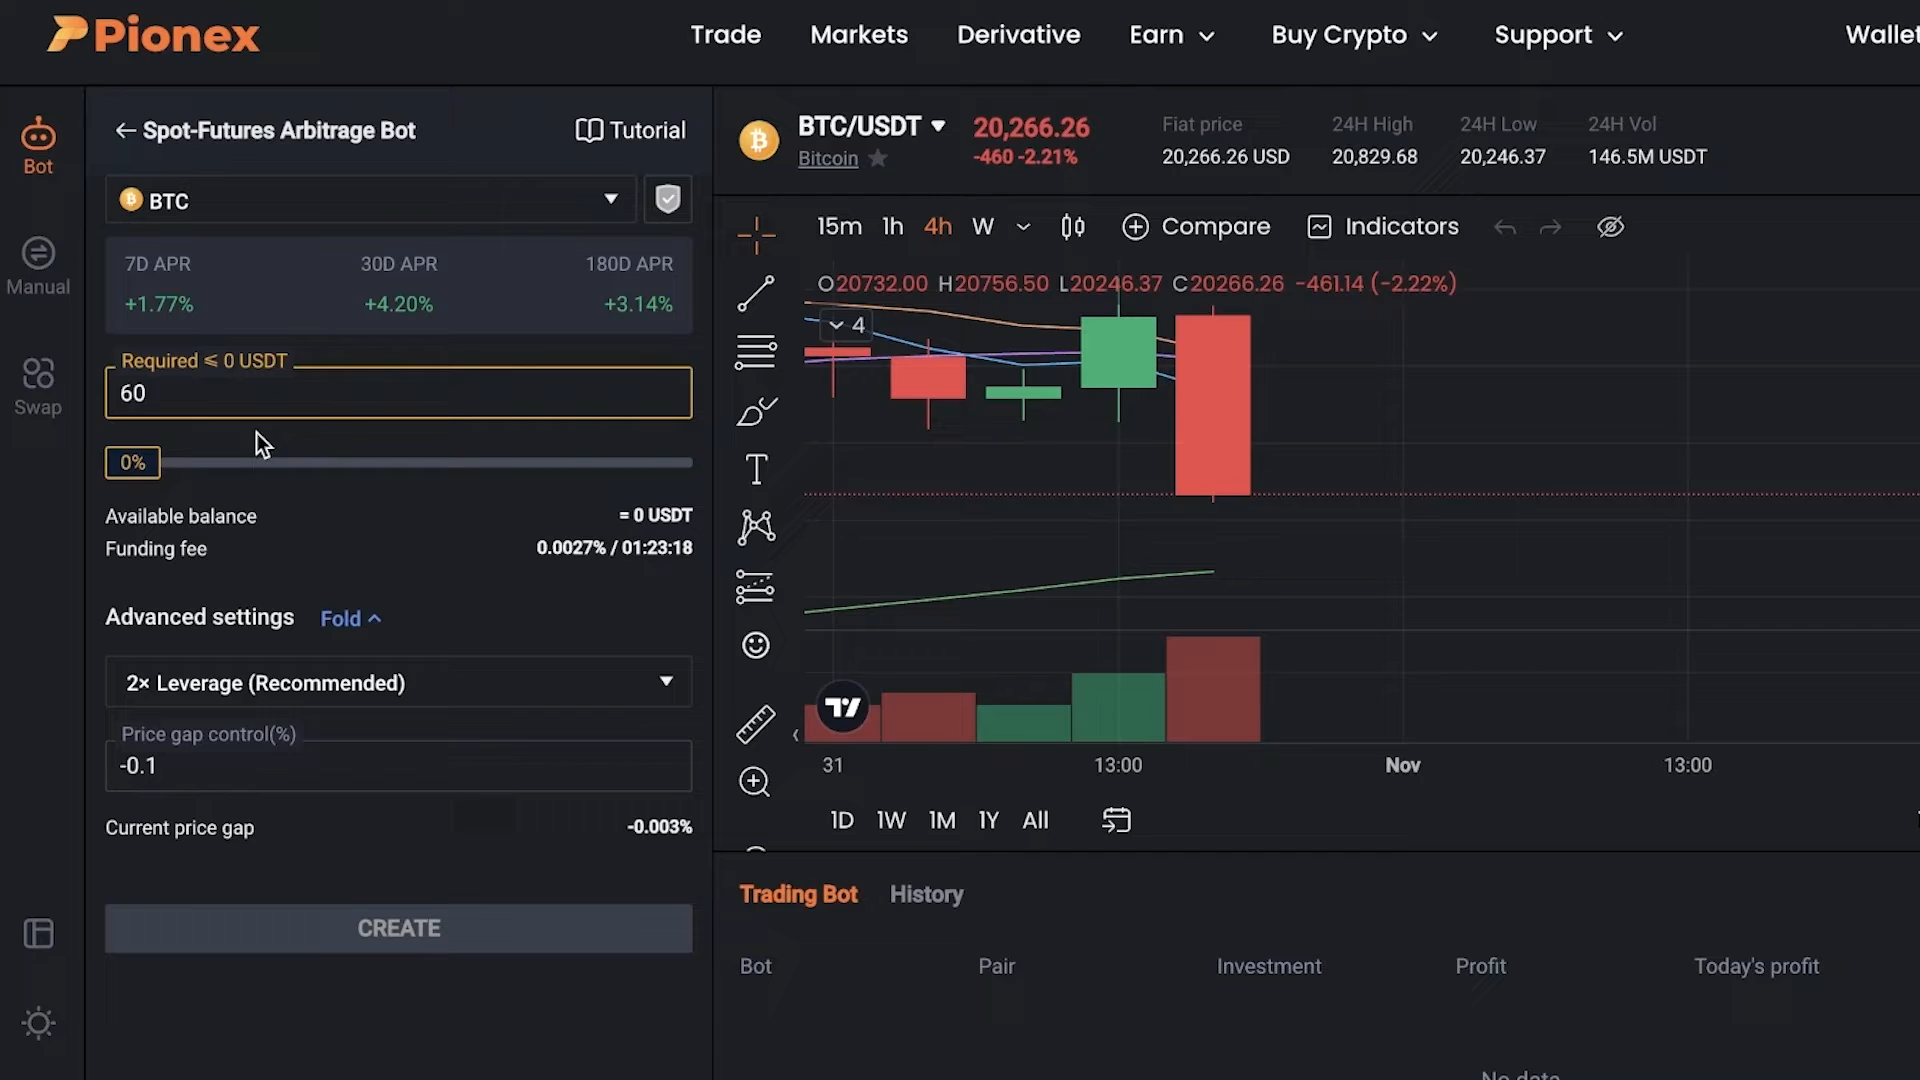 Pionex
Trade Markets Derivative Earn Buy Crypto Support Wallet
Bot
Manual
Swap
Spot-Futures Arbitrage Bot Tutorial
BTC
7D APR 30D APR 180D APR
+1.77% +4.20% +3.14%
Required ≤ 0 USDT
60
0%
Available balance = 0 USDT
Funding fee 0.0027% / 01:23:18
Advanced settings Fold
2× Leverage (Recommended)
Price gap control(%)
-0.1
Current price gap -0.003%
CREATE
BTC/USDT 20,266.26 Fiat price 24H High 24H Low 24H Vol
Bitcoin -460 -2.21% 20,266.26 USD 20,829.68 20,246.37 146.5M USDT
15m 1h 4h W Compare Indicators
O20732.00 H20756.50 L20246.37 C20266.26 −461.14 (−2.22%)
4
31 13:00 Nov 13:00
1D 1W 1M 1Y All
Trading Bot History
Bot Pair Investment Profit Today's profit
No data